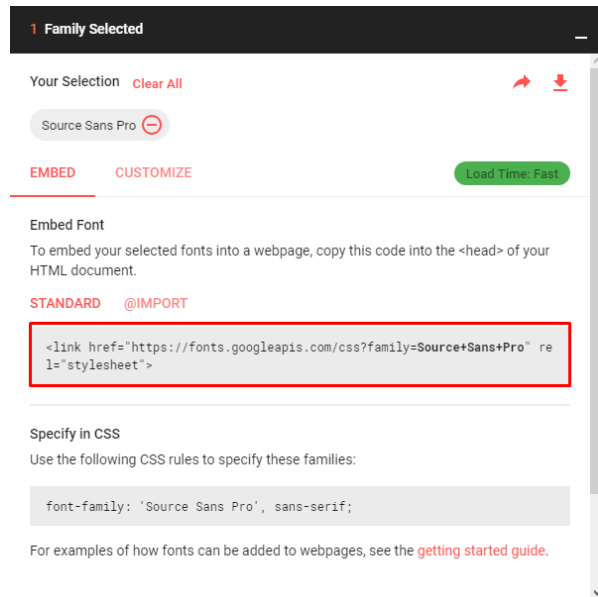 1 Family Selected
Your Selection Clear All
Source Sans Pro
EMBED CUSTOMIZE Load Time: Fast
Embed Font
To embed your selected fonts into a webpage, copy this code into the <head> of your
HTML document.
STANDARD @IMPORT
<link href="https://fonts.googleapis.com/css?family=Source+Sans+Pro" re
l="stylesheet">
Specify in CSS
Use the following CSS rules to specify these families:
font-family: 'Source Sans Pro', sans-serif;
For examples of how fonts can be added to webpages, see the getting started guide.